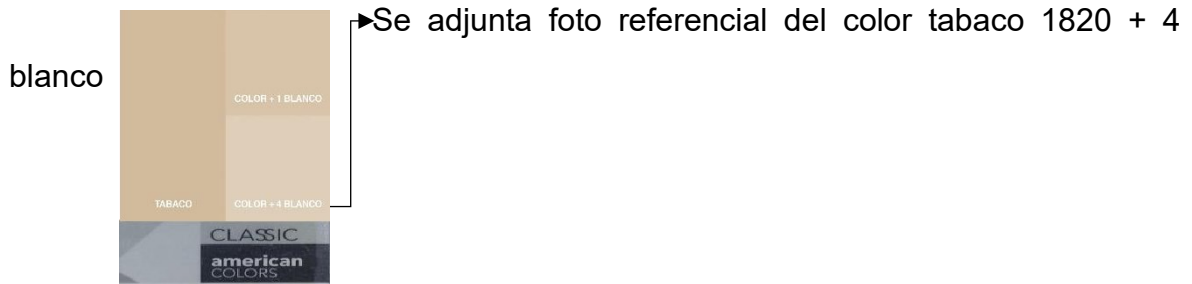 Se adjunta foto referencial del color tabaco 1820 + 4
blanco
COLOR + 1 BLANCO
TABACO
COLOR + 4 BLANCO
CLASSIC
american
COLORS